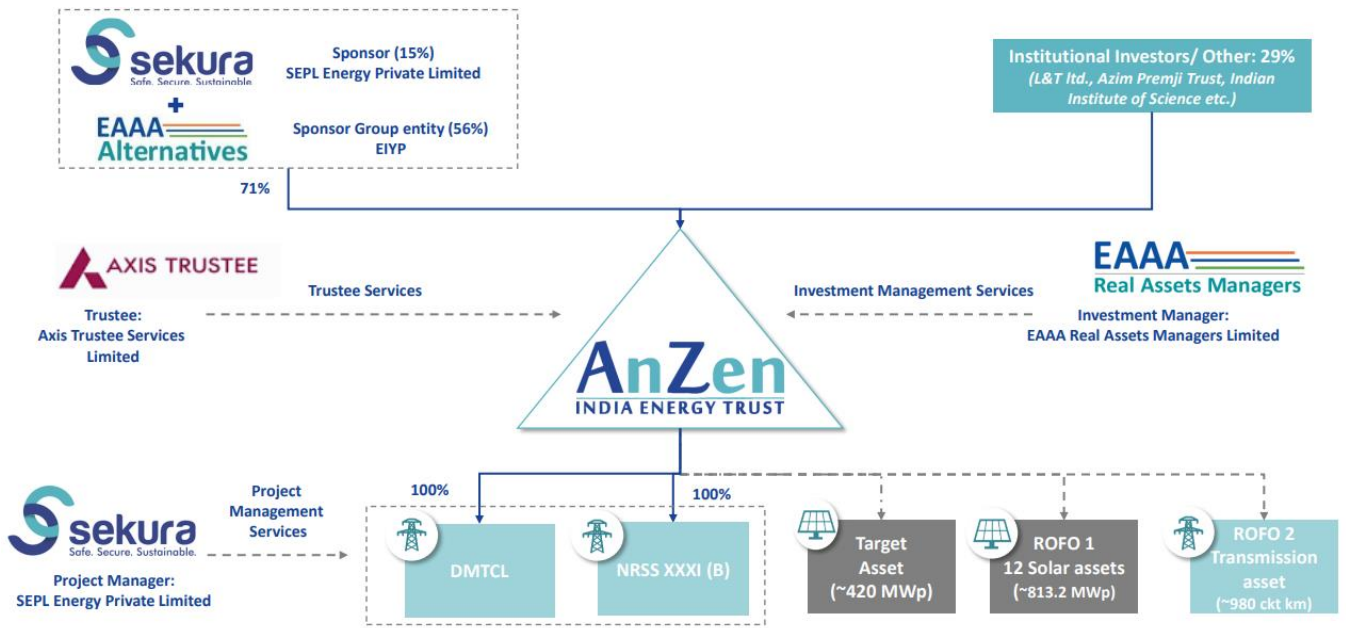 sekura
Safe. Secure. Sustainable.
EAAA
Alternatives
Sponsor (15%)
SEPL Energy Private Limited
Sponsor Group entity (56%)
EIYP
71%
Institutional Investors/ Other: 29%
(L&T ltd., Azim Premji Trust, Indian
Institute of Science etc.)
AXIS TRUSTEE
Trustee:
Axis Trustee Services
Limited
Trustee Services
Investment Management Services
EAAA
Real Assets Managers
Investment Manager:
EAAA Real Assets Managers Limited
AnZen
INDIA ENERGY TRUST
sekura
Safe. Secure. Sustainable.
Project Manager:
SEPL Energy Private Limited
Project
Management
Services
100%
100%
DMTCL
NRSS XXXI (B)
Target
Asset
(~420 MWp)
ROFO 1
12 Solar assets
(~813.2 MWp)
ROFO 2
Transmission
asset
(~980 ckt km)